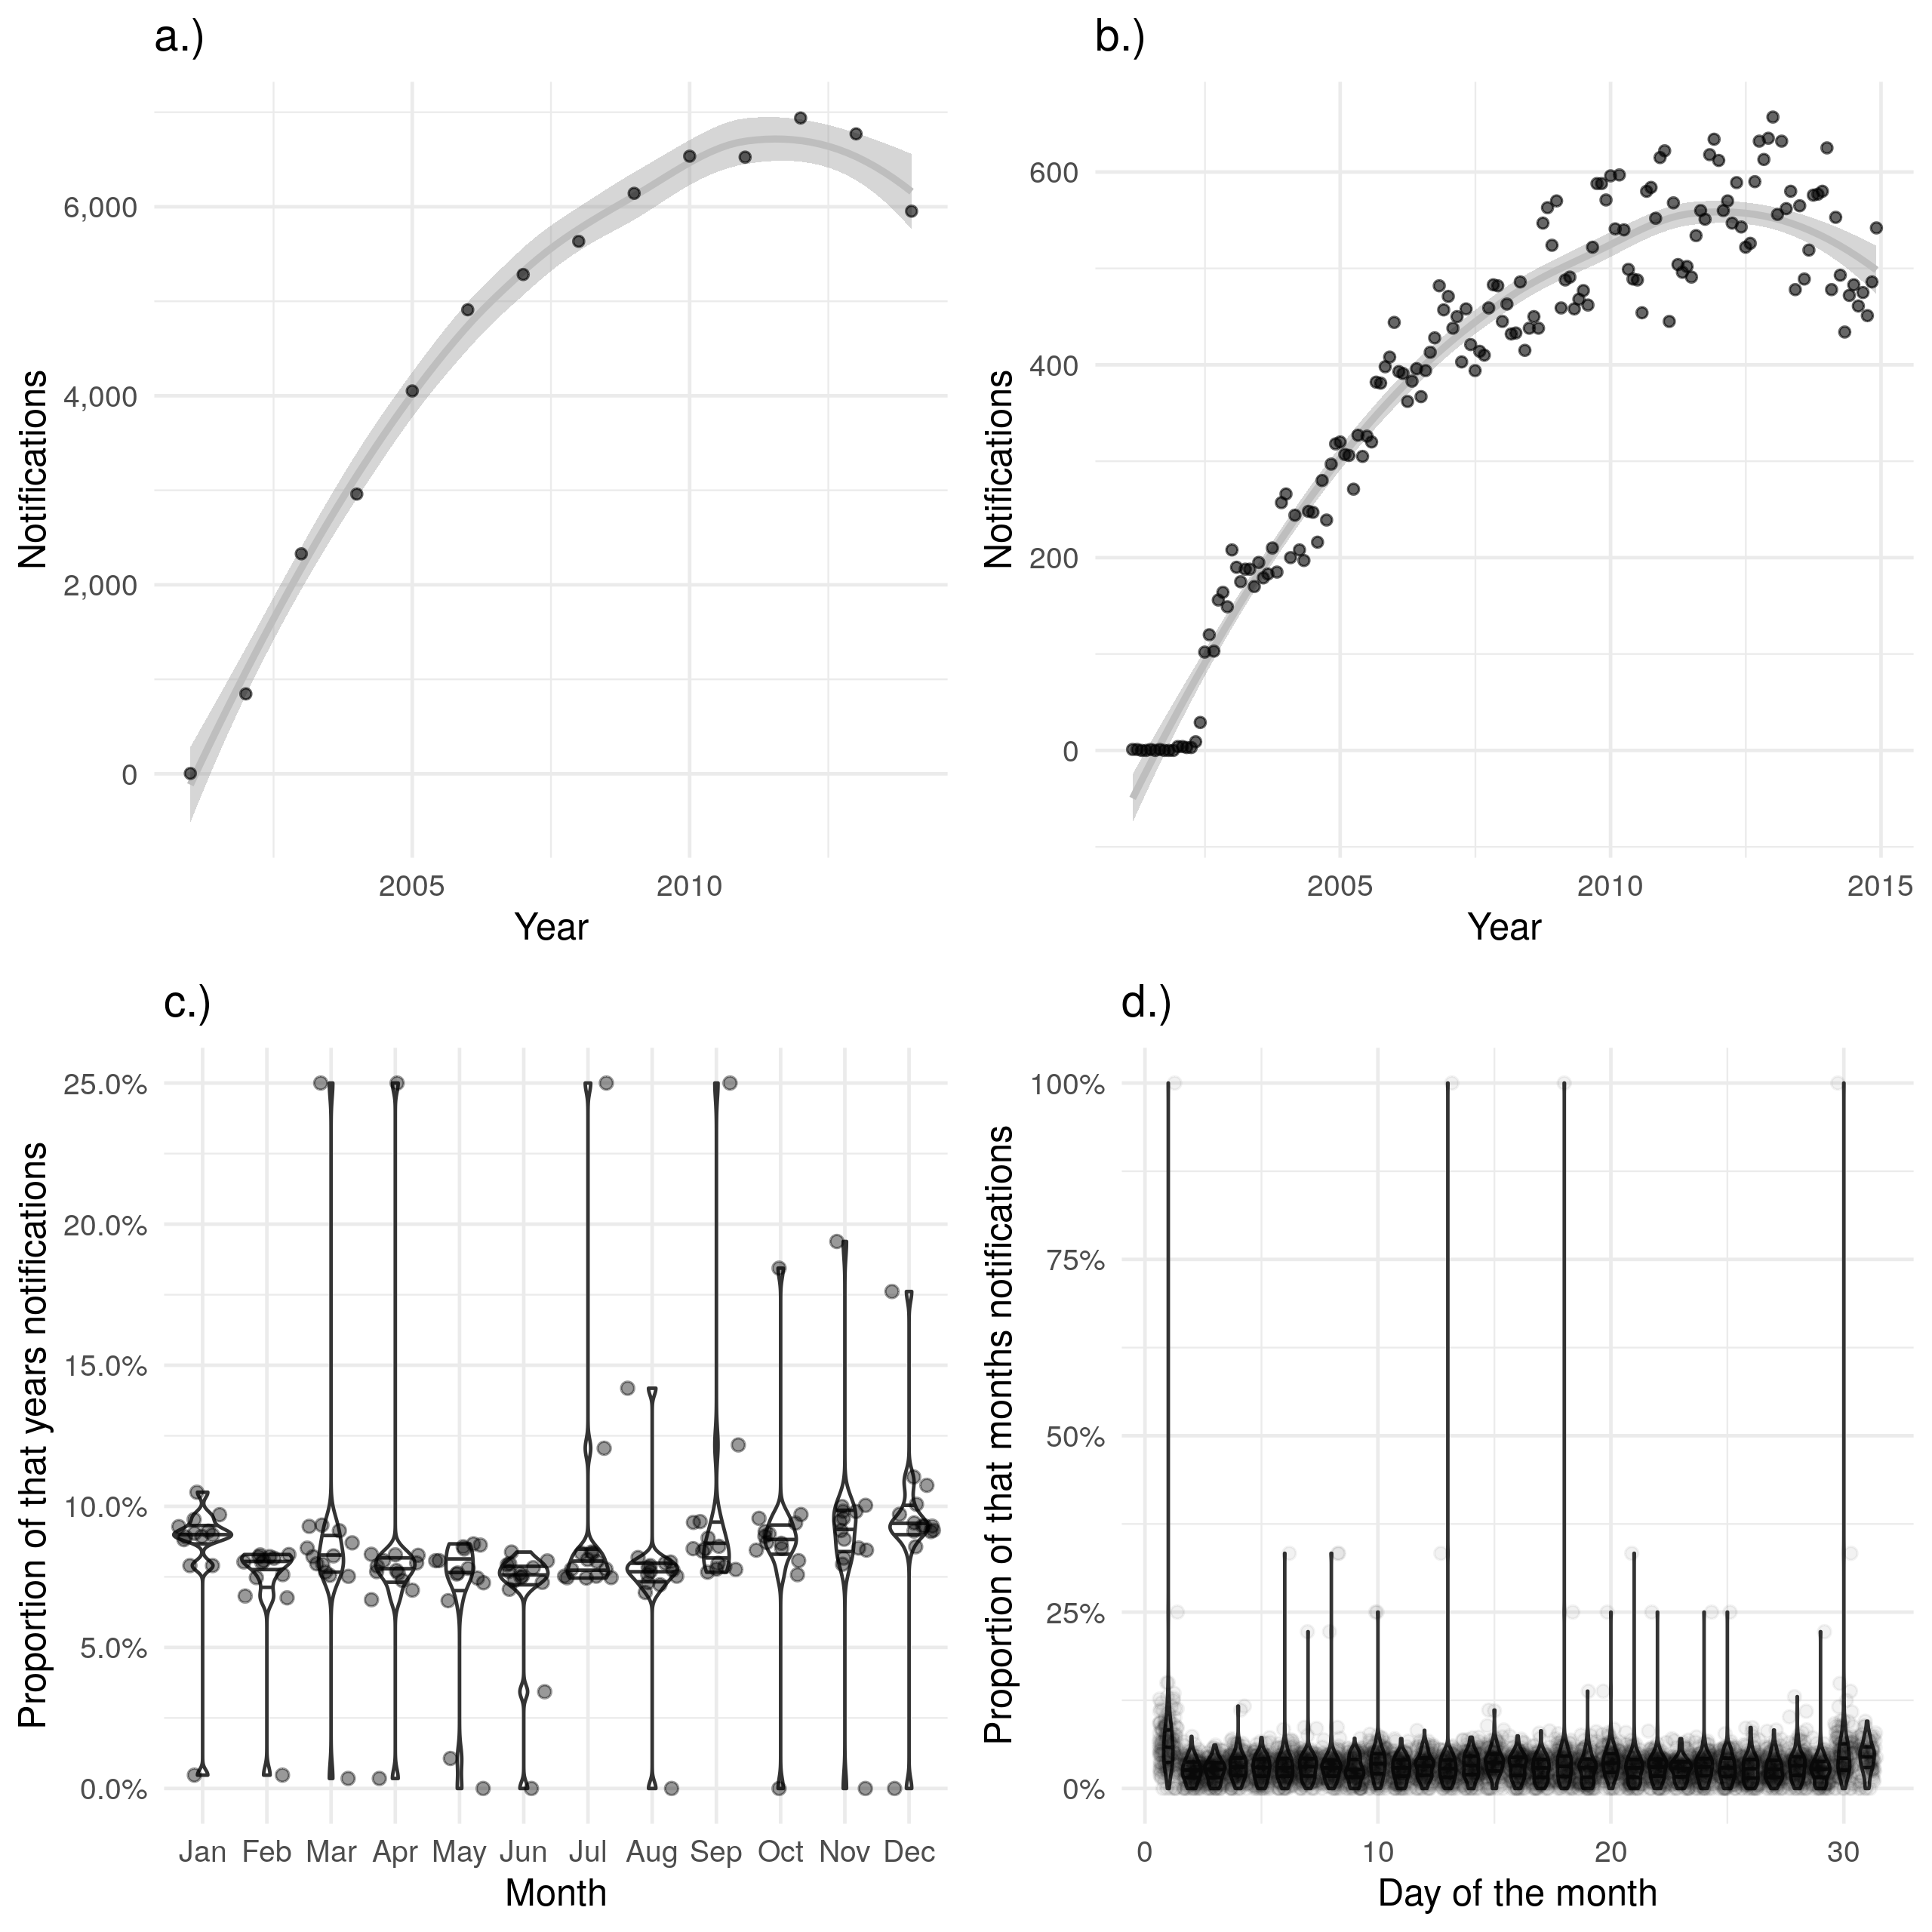 a.)
Notifications
6,000
4,000
2,000
0
2005
2010
Year
b.)
Notifications
600
400
200
0
2005
2010
2015
Year
c.)
Proportion of that years notifications
25.0%
20.0%
15.0%
10.0%
5.0%
0.0%
Jan Feb Mar Apr May Jun Jul Aug Sep Oct Nov Dec
Month
d.)
Proportion of that months notifications
100%
75%
50%
25%
0%
0
10
20
30
Day of the month